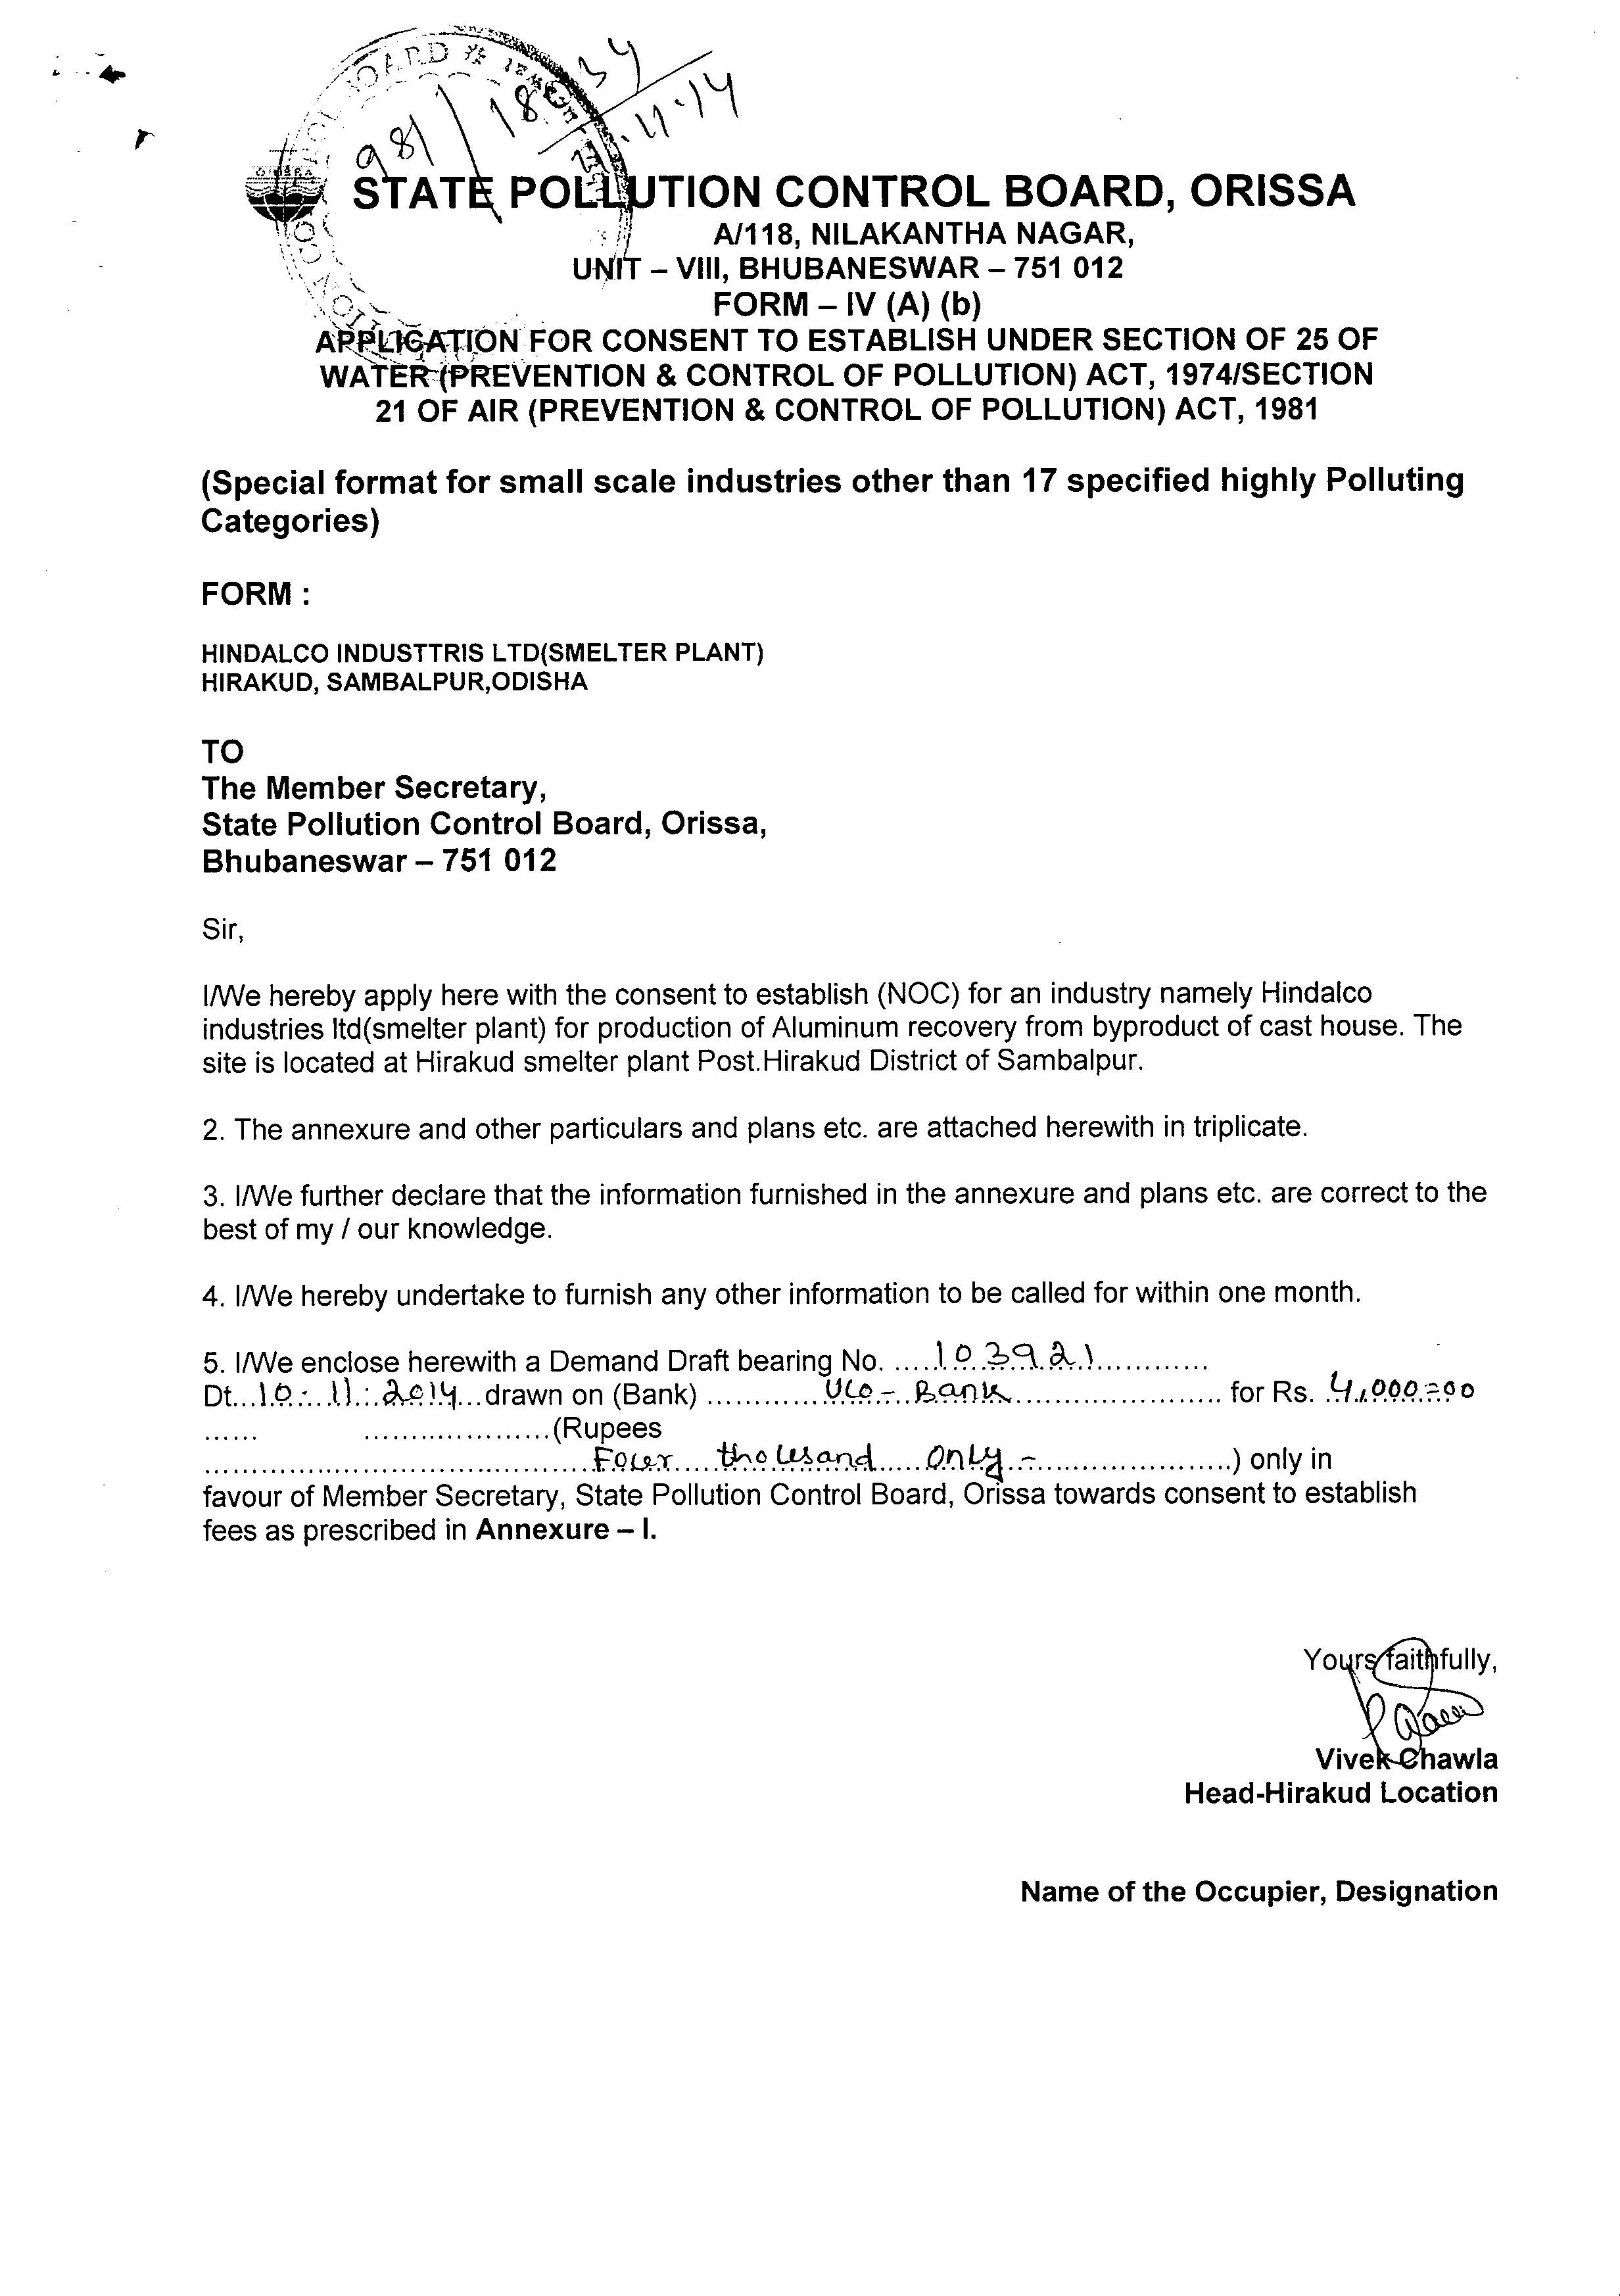 BOARD
981 / 18
STATE POLLUTION CONTROL BOARD, ORISSA
A/118, NILAKANTHA NAGAR,
UNIT – VIII, BHUBANESWAR – 751 012
FORM – IV (A) (b)
APPLICATION FOR CONSENT TO ESTABLISH UNDER SECTION OF 25 OF
WATER (PREVENTION & CONTROL OF POLLUTION) ACT, 1974/SECTION
21 OF AIR (PREVENTION & CONTROL OF POLLUTION) ACT, 1981
(Special format for small scale industries other than 17 specified highly Polluting
Categories)
FORM :
HINDALCO INDUSTTRIS LTD(SMELTER PLANT)
HIRAKUD, SAMBALPUR,ODISHA
TO
The Member Secretary,
State Pollution Control Board, Orissa,
Bhubaneswar – 751 012
Sir,
I/We hereby apply here with the consent to establish (NOC) for an industry namely Hindalco
industries ltd(smelter plant) for production of Aluminum recovery from byproduct of cast house. The
site is located at Hirakud smelter plant Post.Hirakud District of Sambalpur.
2. The annexure and other particulars and plans etc. are attached herewith in triplicate.
3. I/We further declare that the information furnished in the annexure and plans etc. are correct to the
best of my / our knowledge.
4. I/We hereby undertake to furnish any other information to be called for within one month.
5. I/We enclose herewith a Demand Draft bearing No. .....103921............
Dt...10.11.2014...drawn on (Bank) ............UCO - Bank...................... for Rs. 4,000=00
...... ....................(Rupees
..........................................Four thousand only -......................) only in
favour of Member Secretary, State Pollution Control Board, Orissa towards consent to establish
fees as prescribed in Annexure – I.
Yours faithfully,
Vivek Chawla
Head-Hirakud Location
Name of the Occupier, Designation